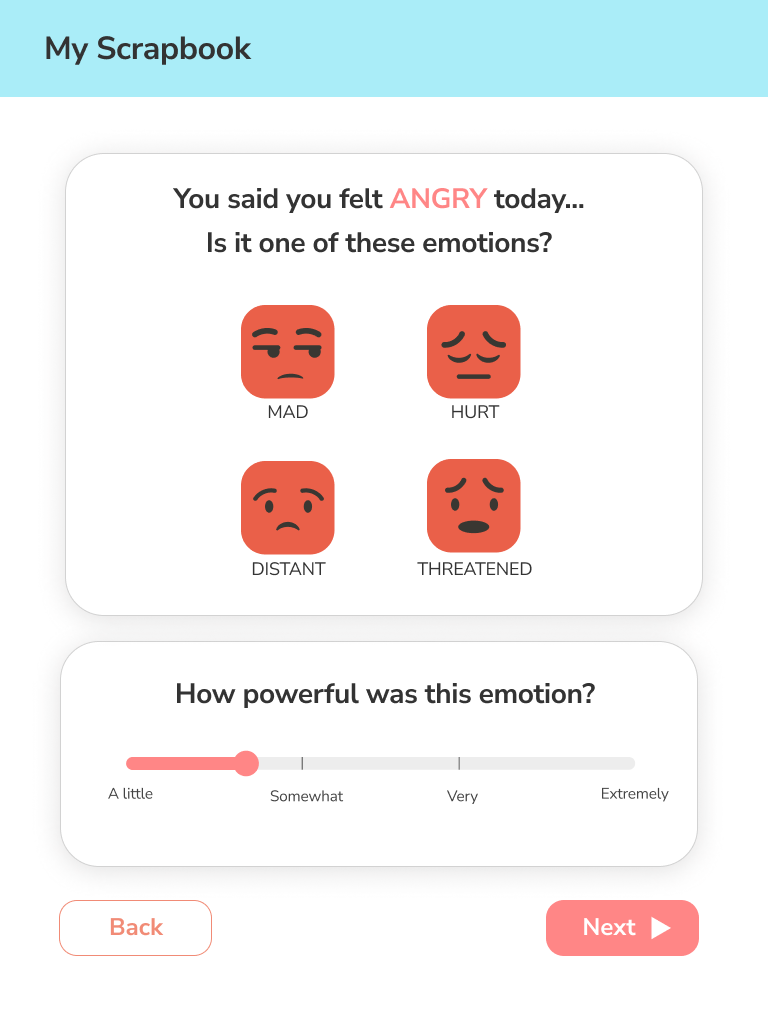 My Scrapbook
You said you felt ANGRY today...
Is it one of these emotions?
MAD
HURT
DISTANT
THREATENED
How powerful was this emotion?
A little
Somewhat
Very
Extremely
Back
Next